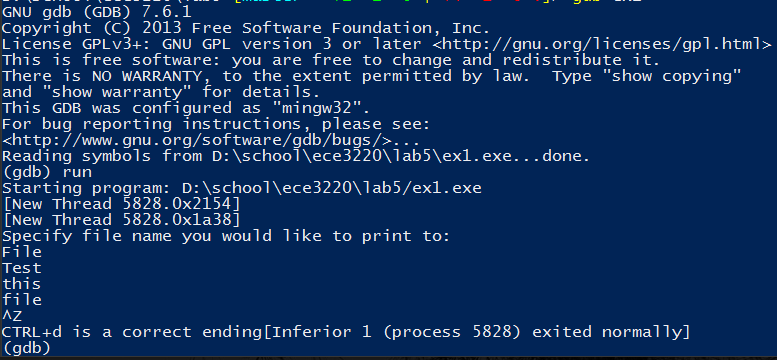 GNU gdb (GDB) 7.6.1
Copyright (C) 2013 Free Software Foundation, Inc.
License GPLv3+: GNU GPL version 3 or later <http://gnu.org/licenses/gpl.html>
This is free software: you are free to change and redistribute it.
There is NO WARRANTY, to the extent permitted by law.  Type "show copying"
and "show warranty" for details.
This GDB was configured as "mingw32".
For bug reporting instructions, please see:
<http://www.gnu.org/software/gdb/bugs/>...
Reading symbols from D:\school\ece3220\lab5\ex1.exe...done.
(gdb) run
Starting program: D:\school\ece3220\lab5/ex1.exe
[New Thread 5828.0x2154]
[New Thread 5828.0x1a38]
Specify file name you would like to print to:
File
Test
this
file
^Z
CTRL+d is a correct ending[Inferior 1 (process 5828) exited normally]
(gdb)